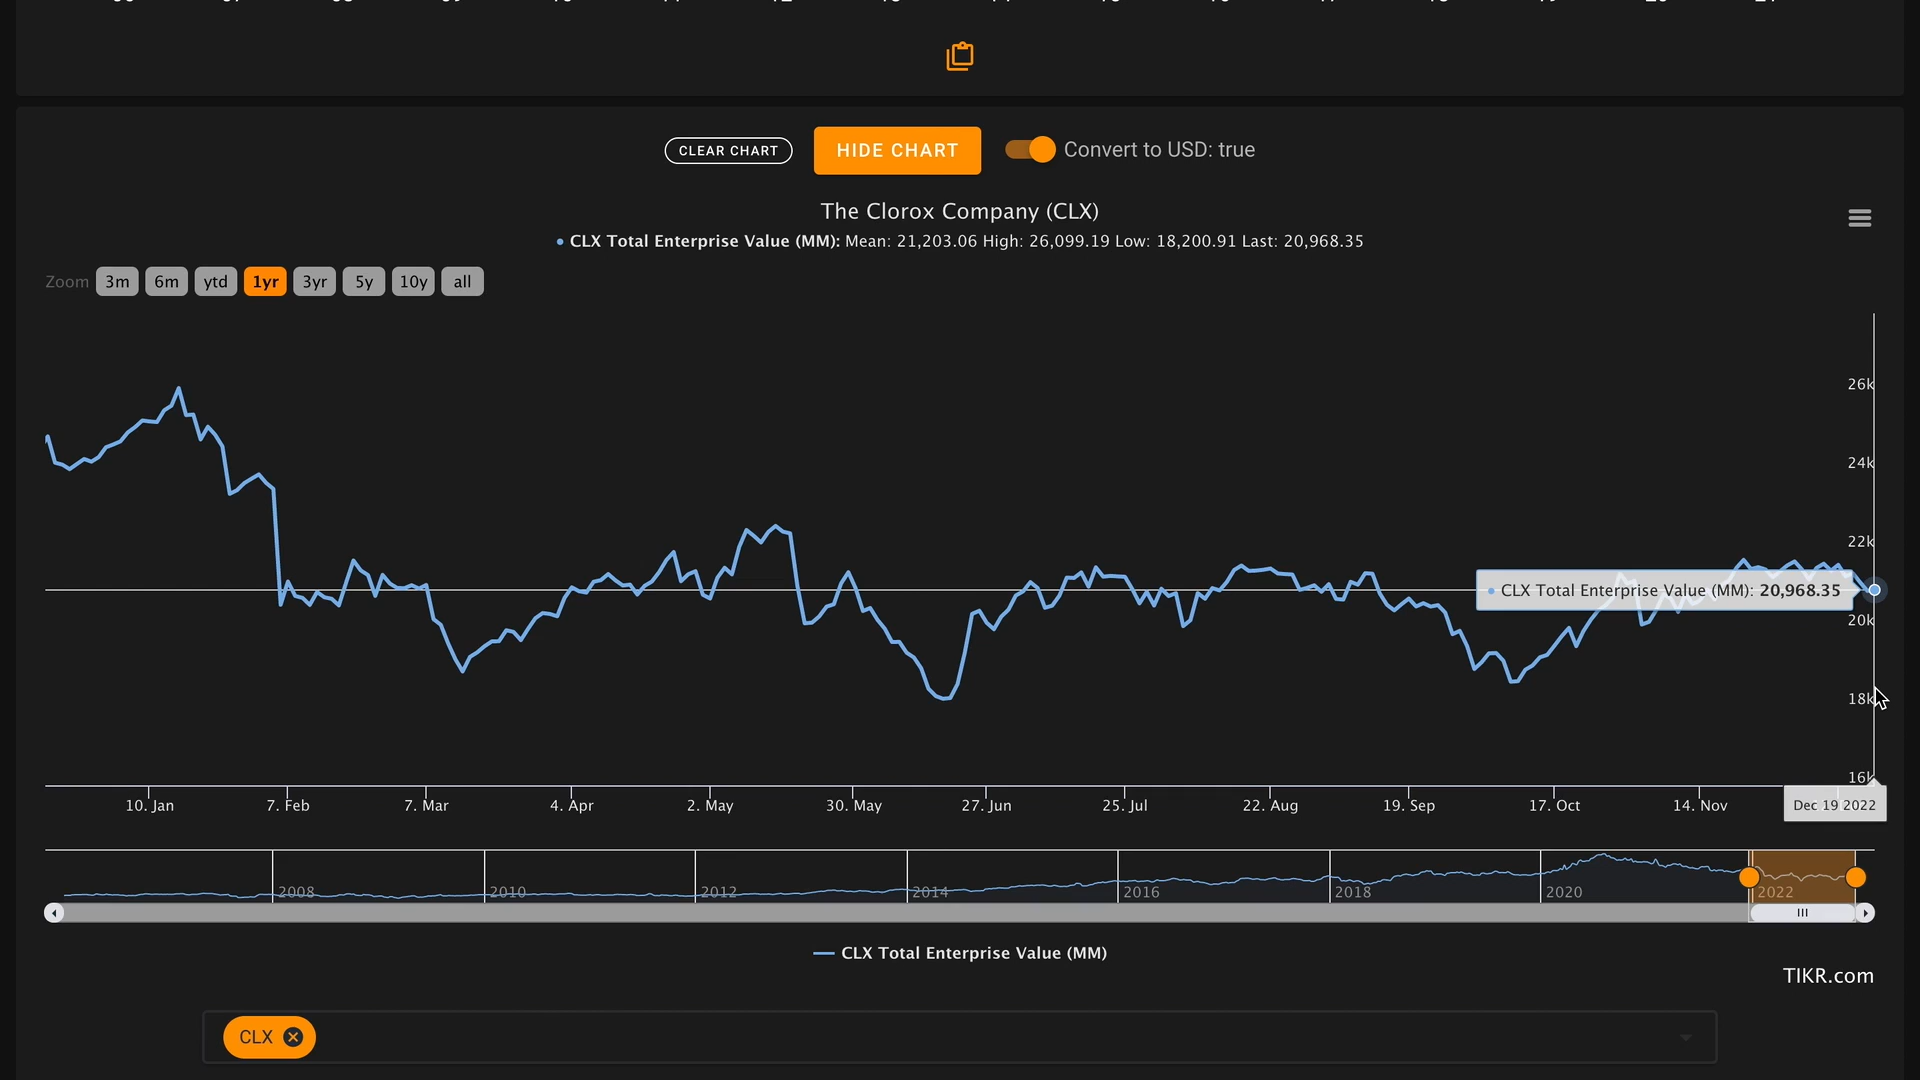 CLEAR CHART
HIDE CHART
Convert to USD: true
The Clorox Company (CLX)
CLX Total Enterprise Value (MM): Mean: 21,203.06 High: 26,099.19 Low: 18,200.91 Last: 20,968.35
Zoom 3m 6m ytd 1yr 3yr 5y 10y all
26k
24k
22k
CLX Total Enterprise Value (MM): 20,968.35
20k
18k
16k
10. Jan 7. Feb 7. Mar 4. Apr 2. May 30. May 27. Jun 25. Jul 22. Aug 19. Sep 17. Oct 14. Nov Dec 19 2022
2008 2010 2012 2014 2016 2018 2020 2022
CLX Total Enterprise Value (MM)
TIKR.com
CLX